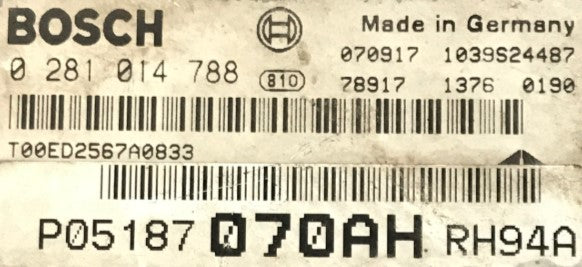 BOSCH Made in Germany
070917 1039S24487
0 281 014 788 810 78917 1376 0190
T00ED2567A0833
P05187 070AH RH94A